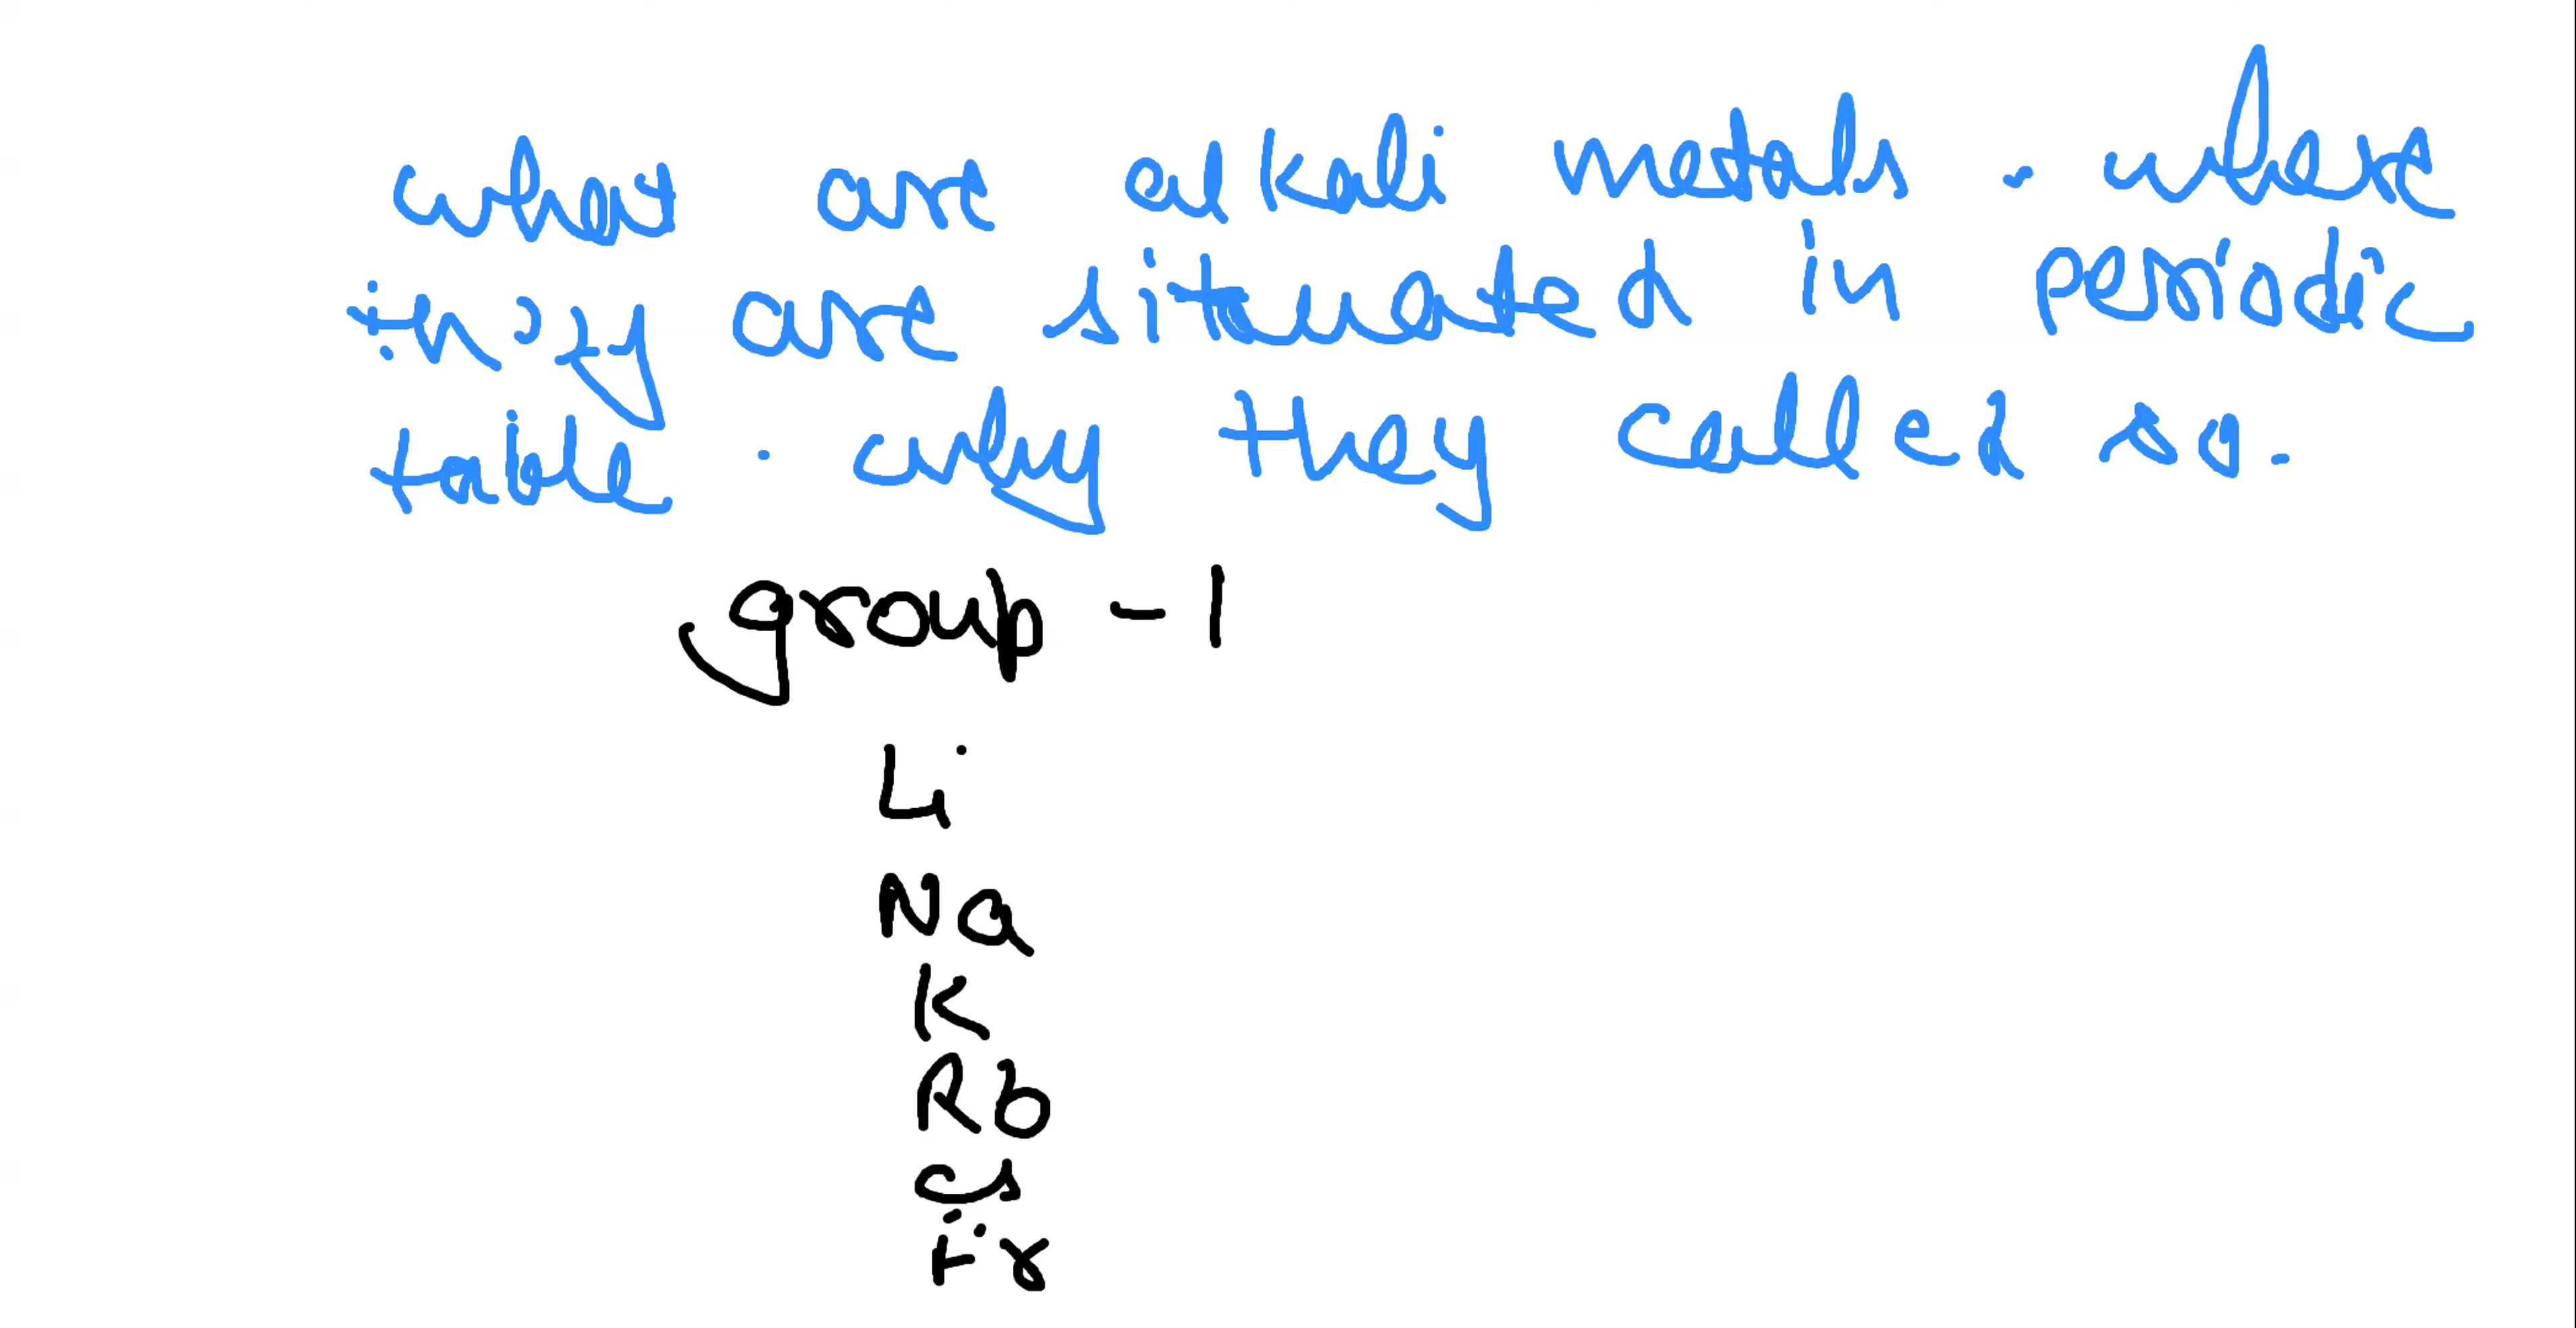 what are alkali metals . where
they are situated in periodic
table . why they called so.
group - 1
Li
Na
K
Rb
Cs
Fr